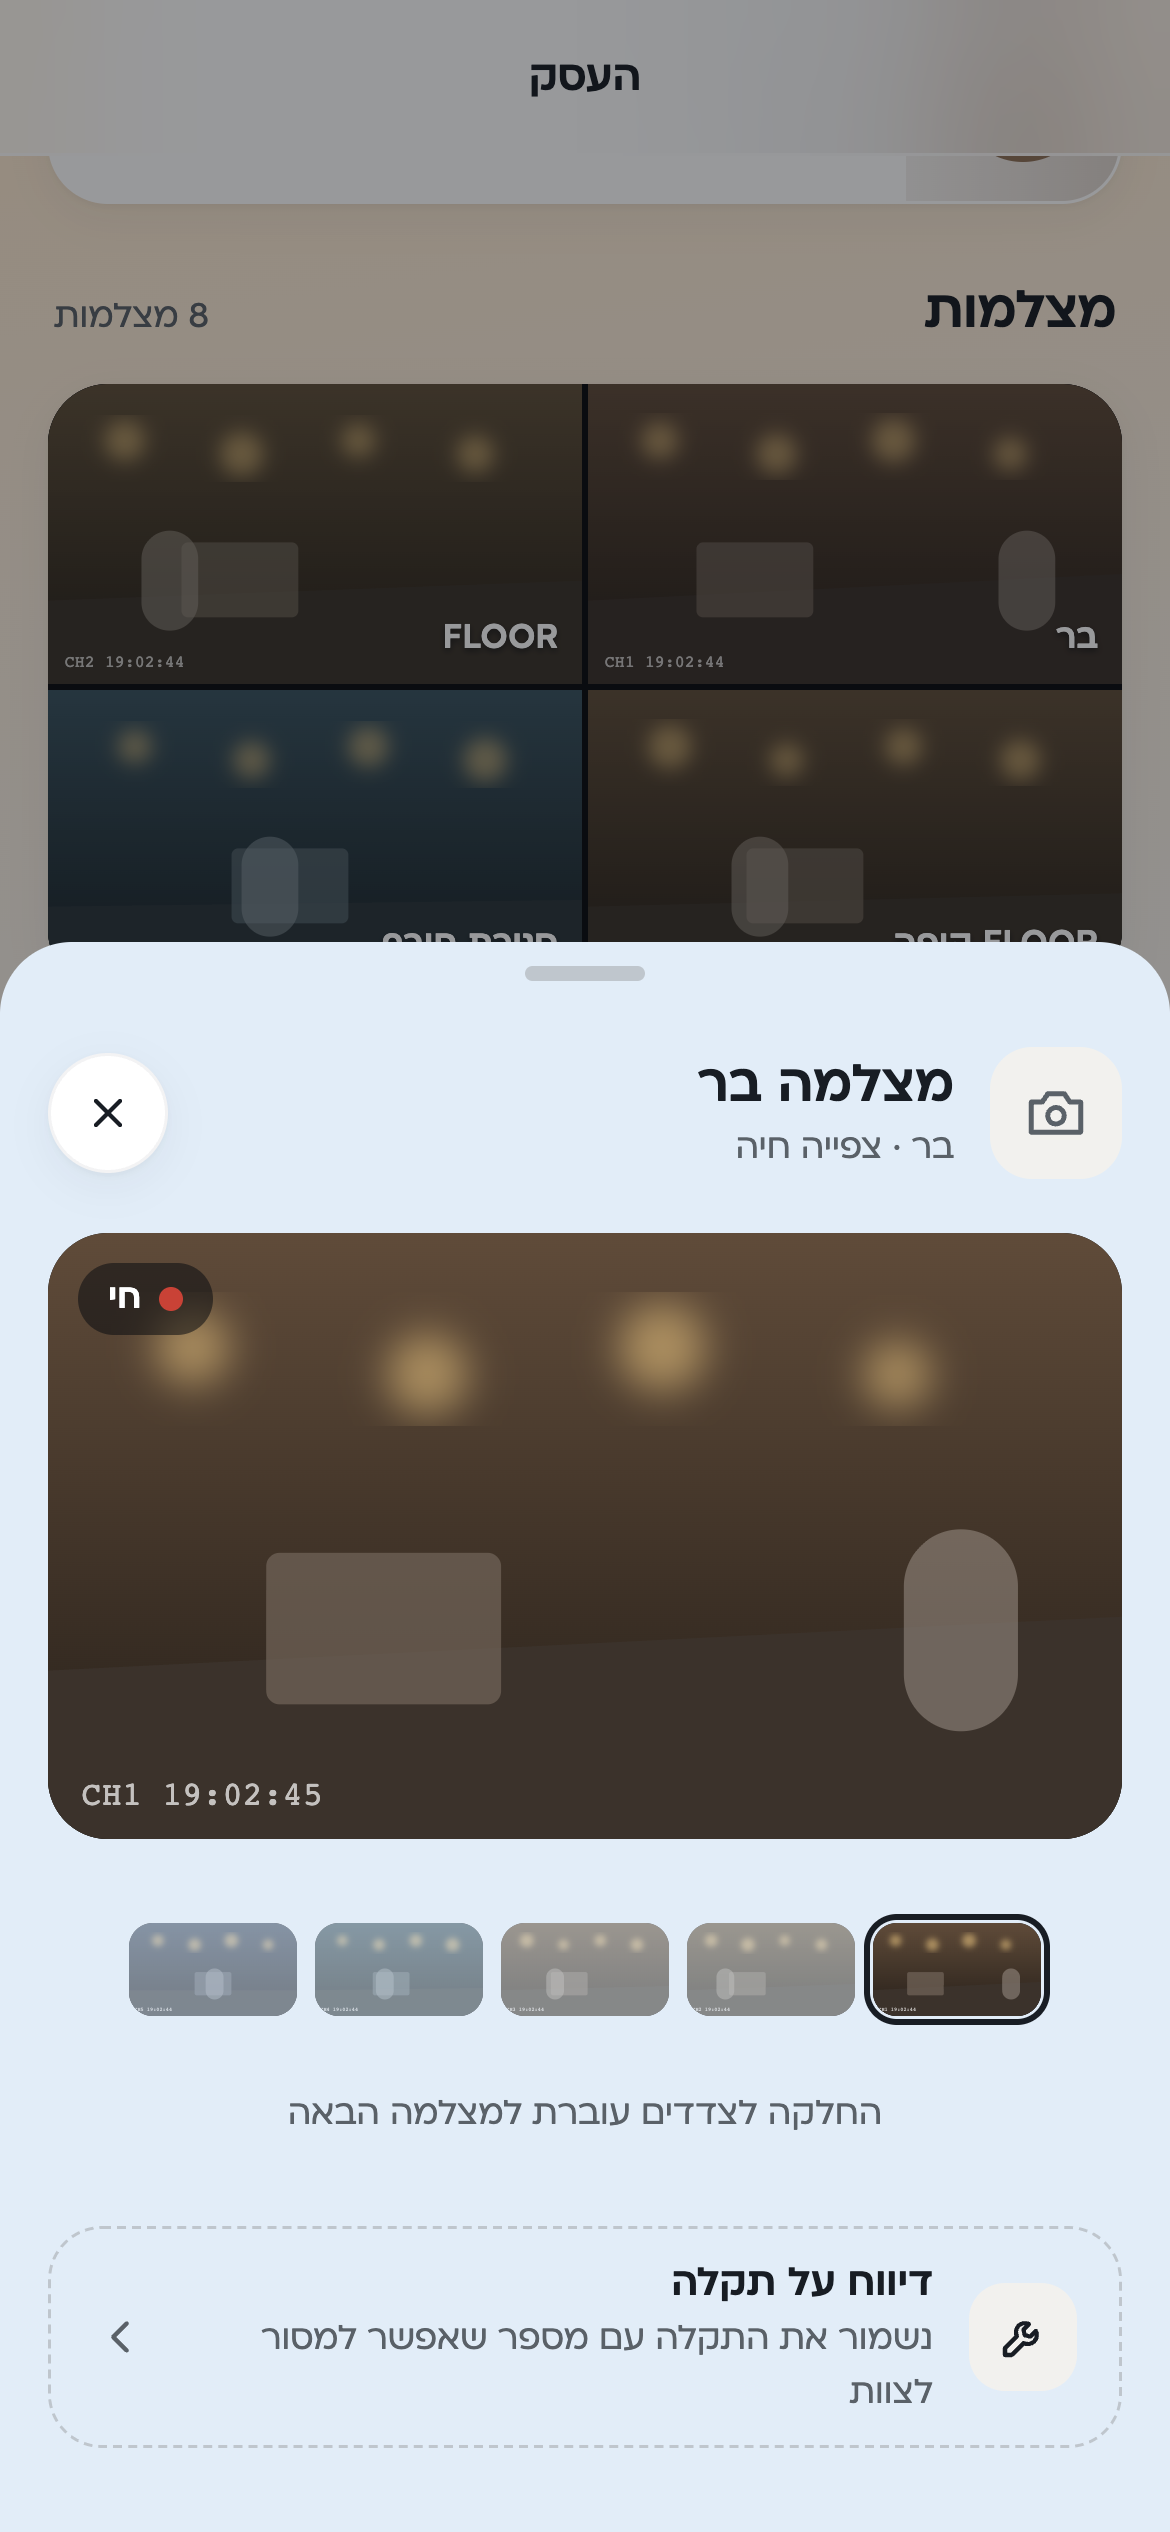 העסק
מצלמות
8 מצלמות
בר
CH1 19:02:44
FLOOR
CH2 19:02:44
FLOOR
מצלמה בר
בר · צפייה חיה
חי
CH1 19:02:45
החלקה לצדדים עוברת למצלמה הבאה
דיווח על תקלה
נשמור את התקלה עם מספר שאפשר למסור
לצוות